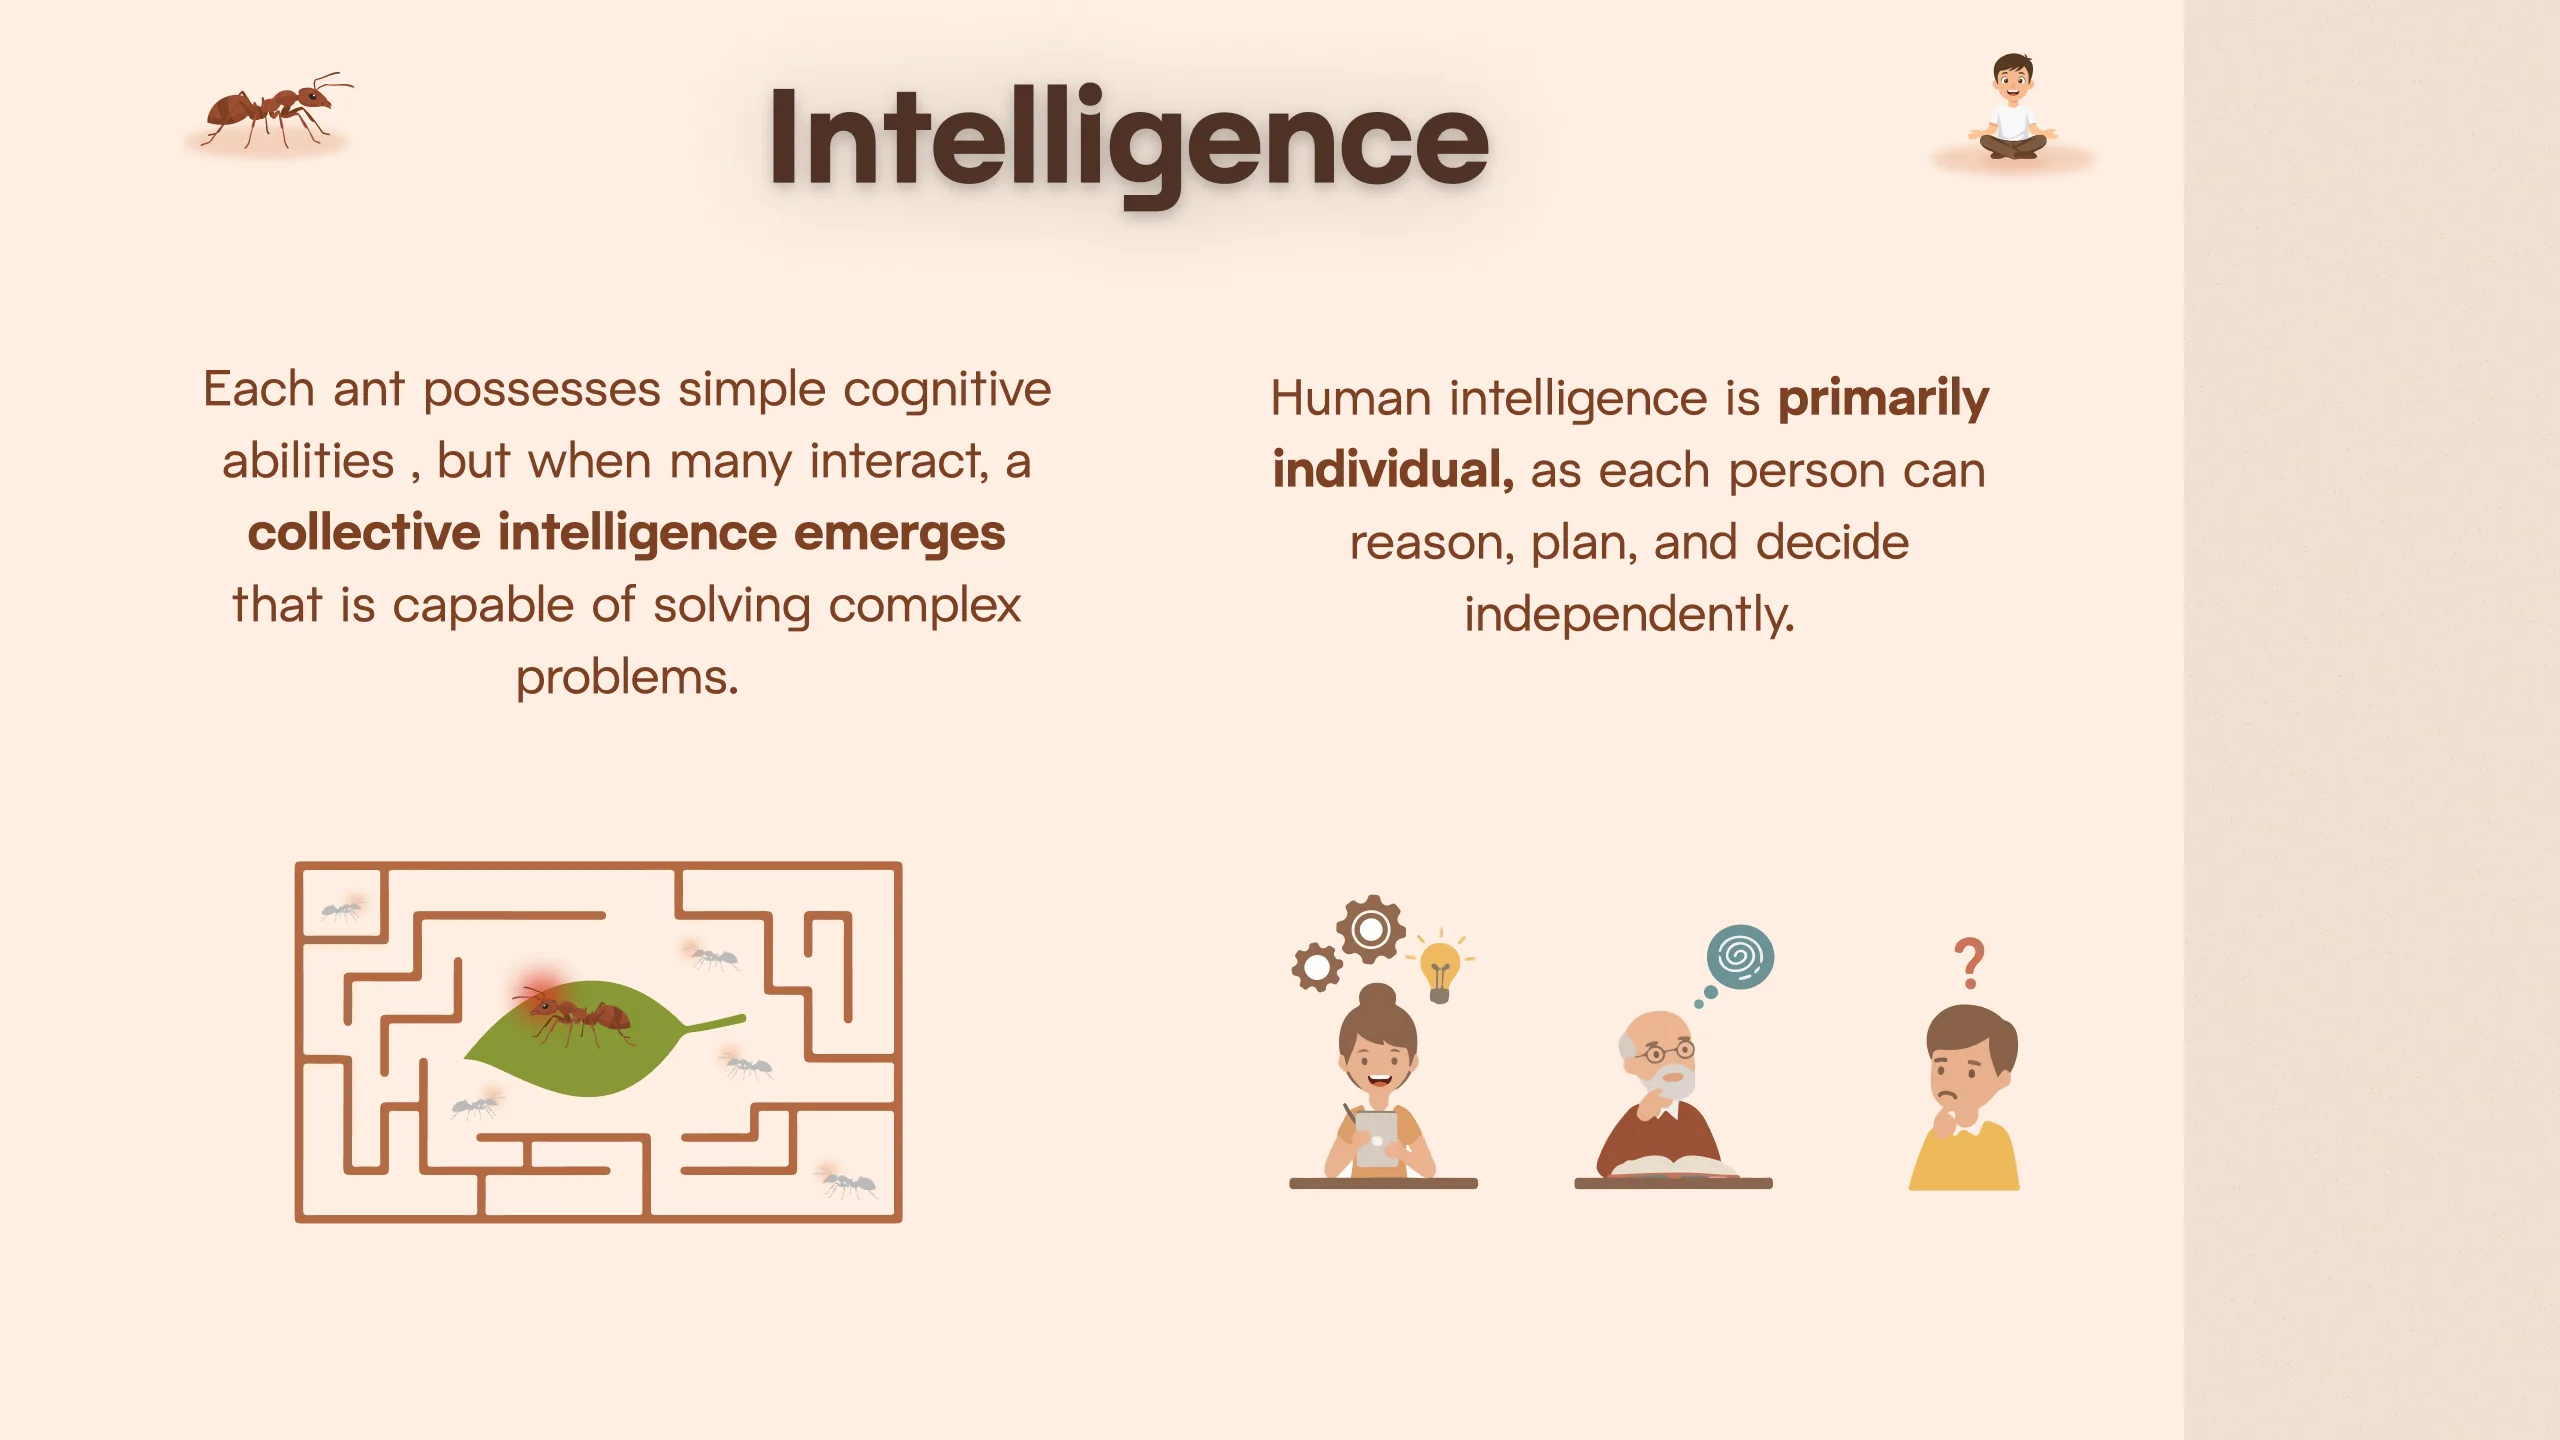 Intelligence
Each ant possesses simple cognitive
abilities , but when many interact, a
collective intelligence emerges
that is capable of solving complex
problems.
Human intelligence is primarily
individual, as each person can
reason, plan, and decide
independently.
?